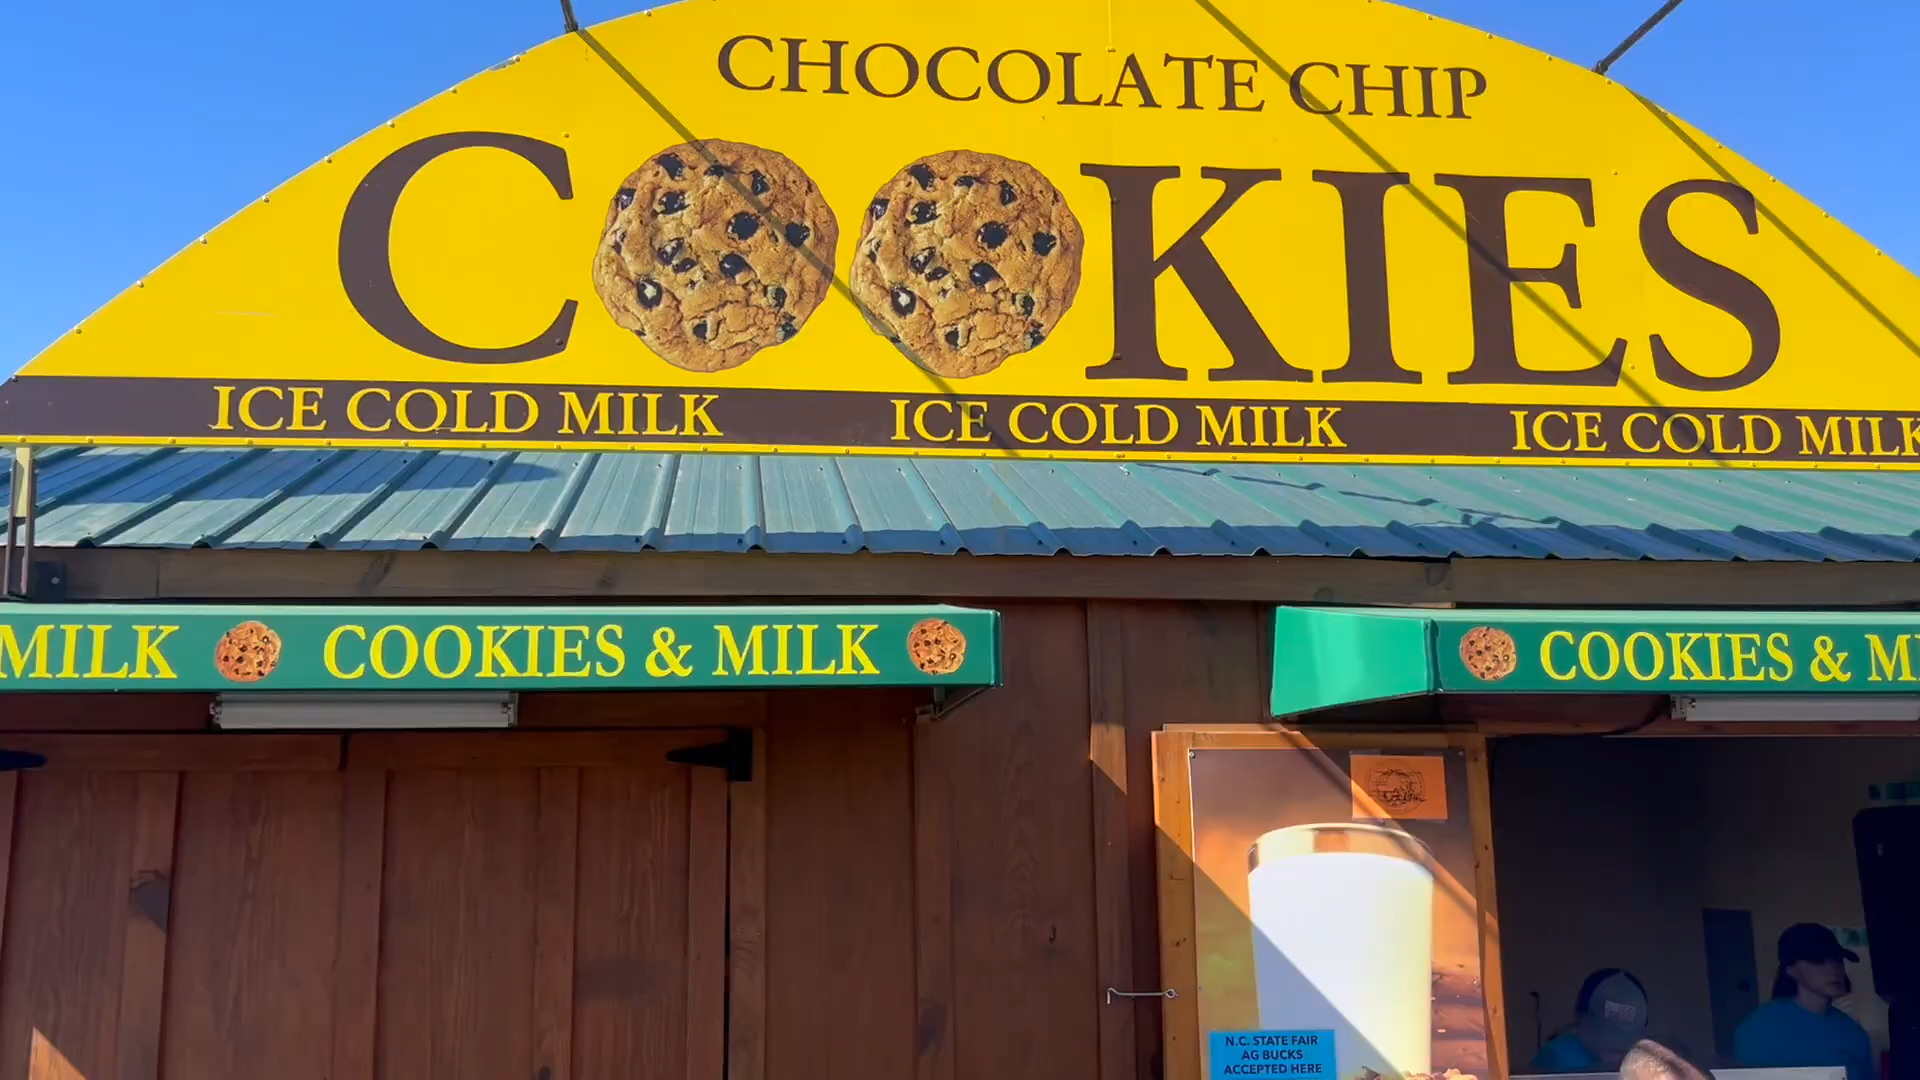 CHOCOLATE CHIP
COOKIES
ICE COLD MILK ICE COLD MILK ICE COLD MILK
MILK COOKIES & MILK
COOKIES & MI
N.C. STATE FAIR
AG BUCKS
ACCEPTED HERE